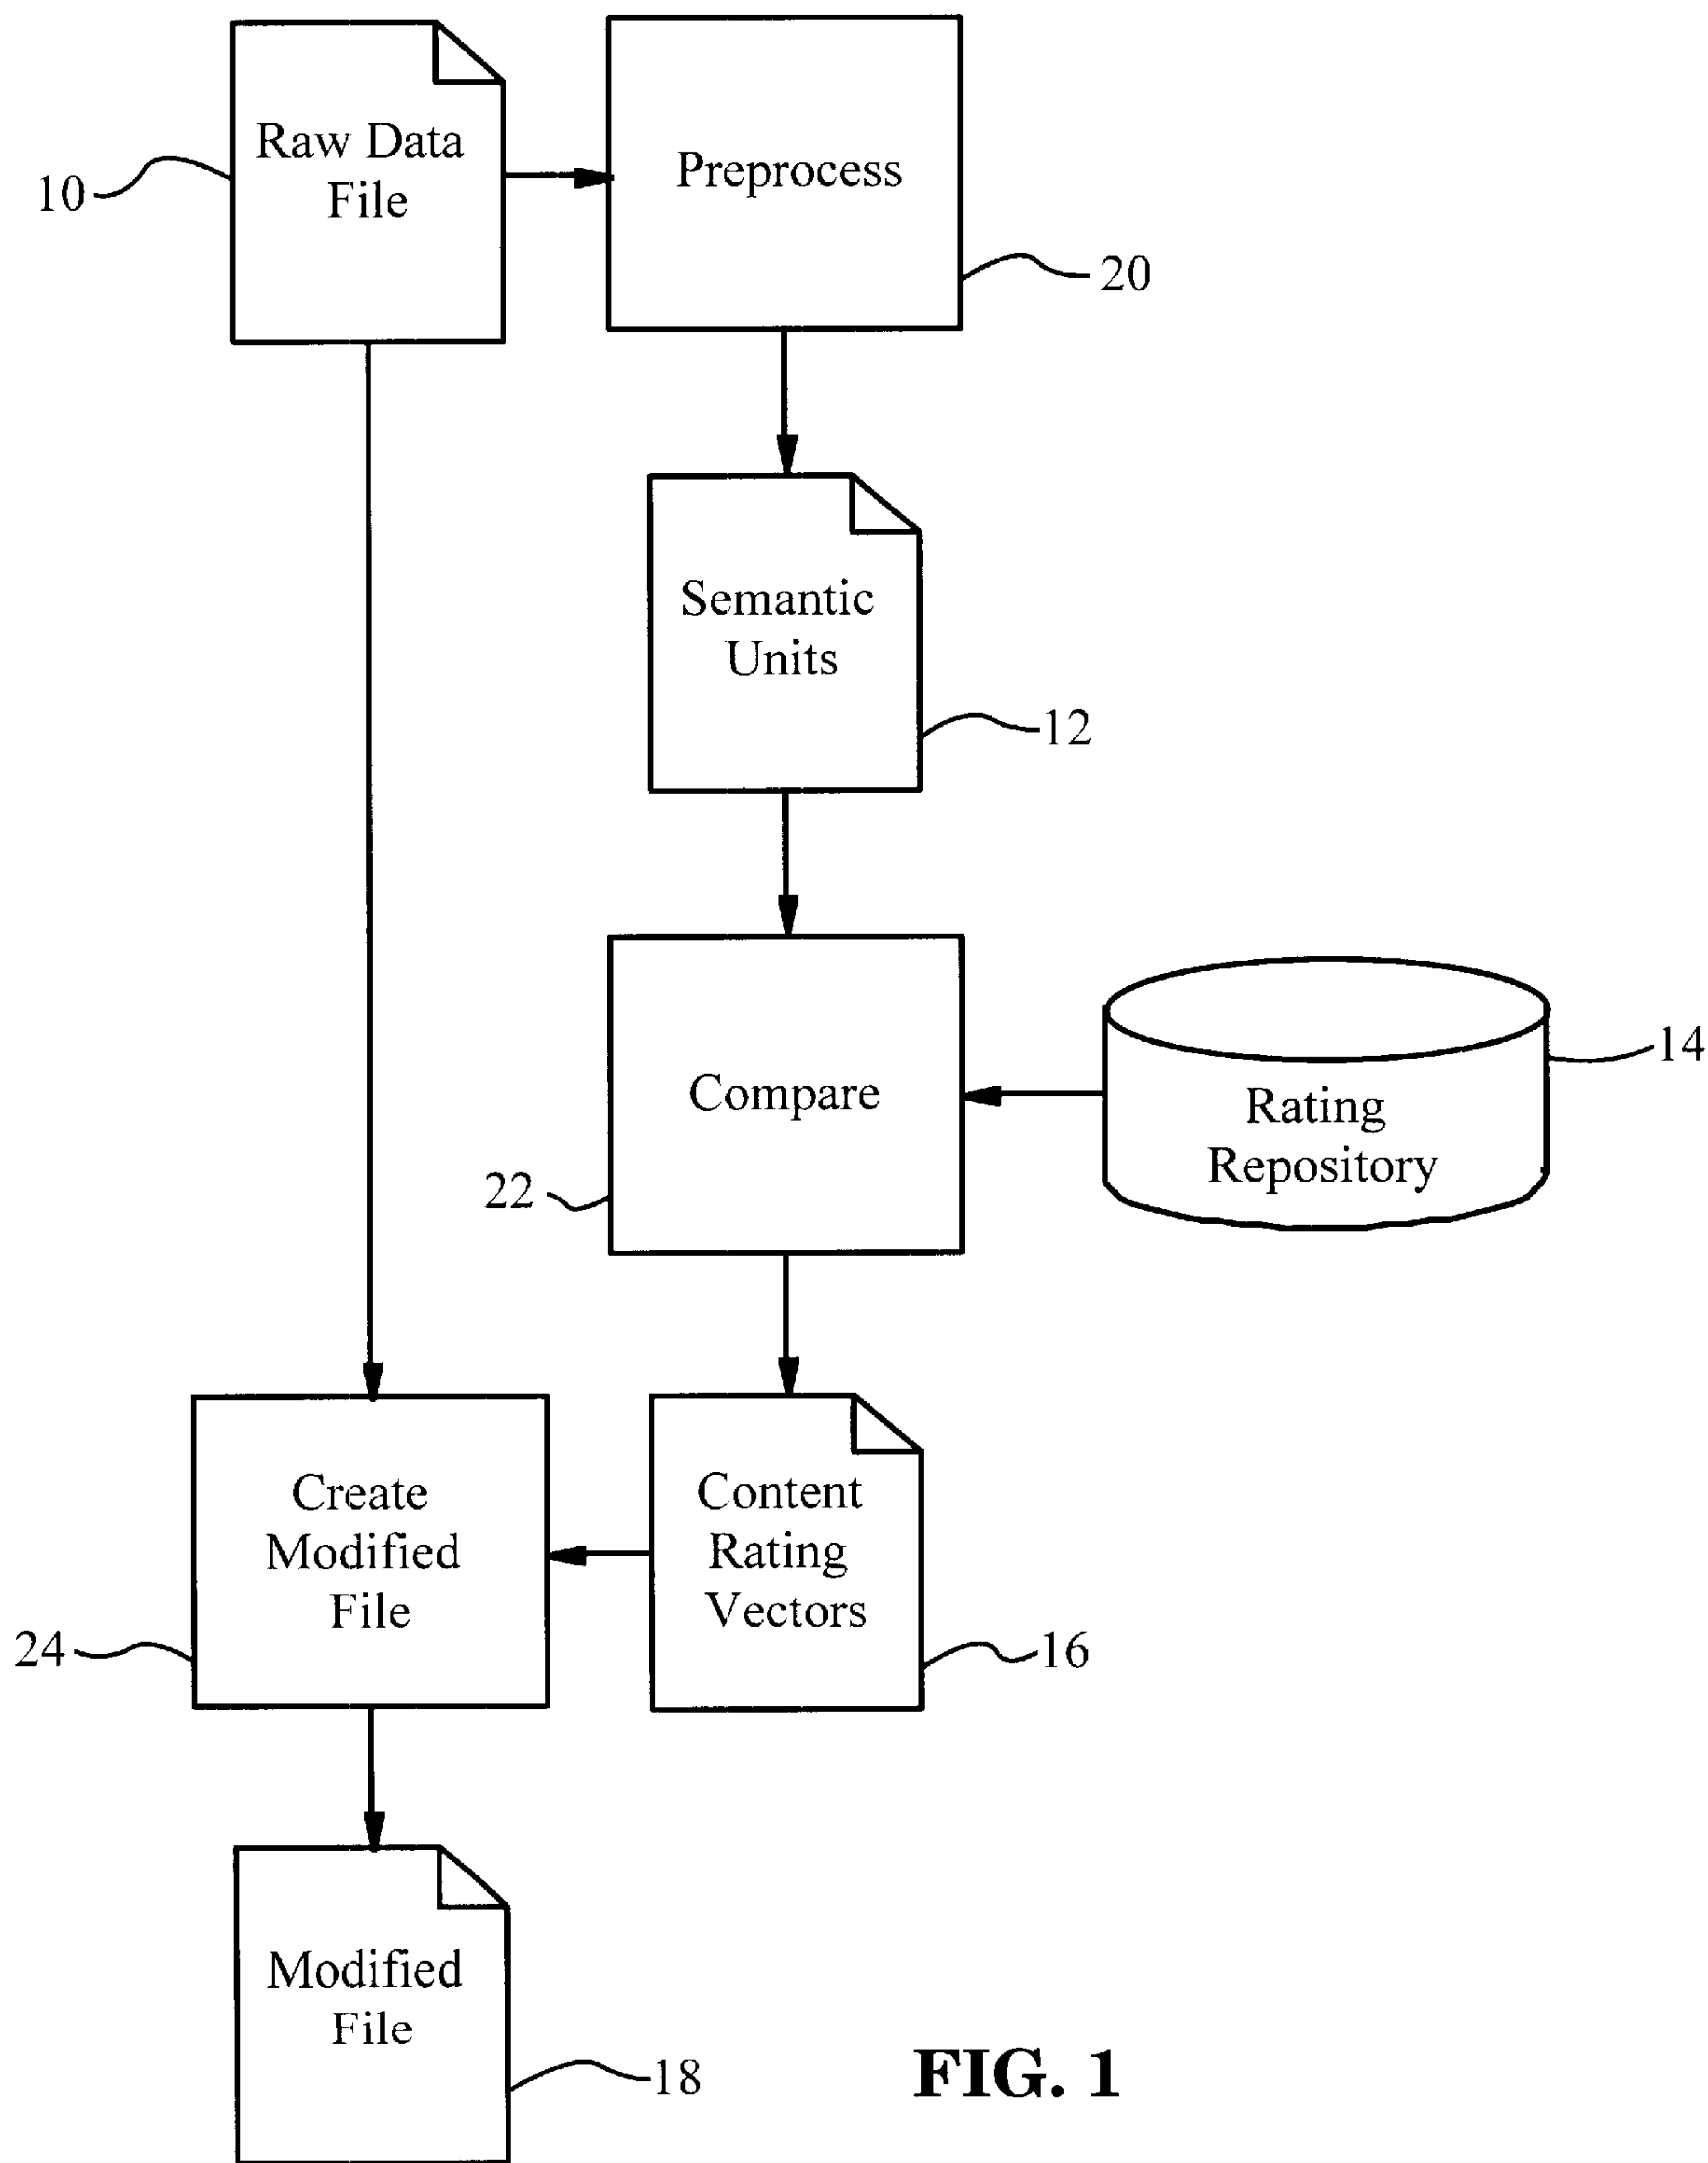 Raw Data
File
10
Preprocess
20
Semantic
Units
12
Compare
22
Rating
Repository
14
Create
Modified
File
24
Content
Rating
Vectors
16
Modified
File
18
FIG. 1